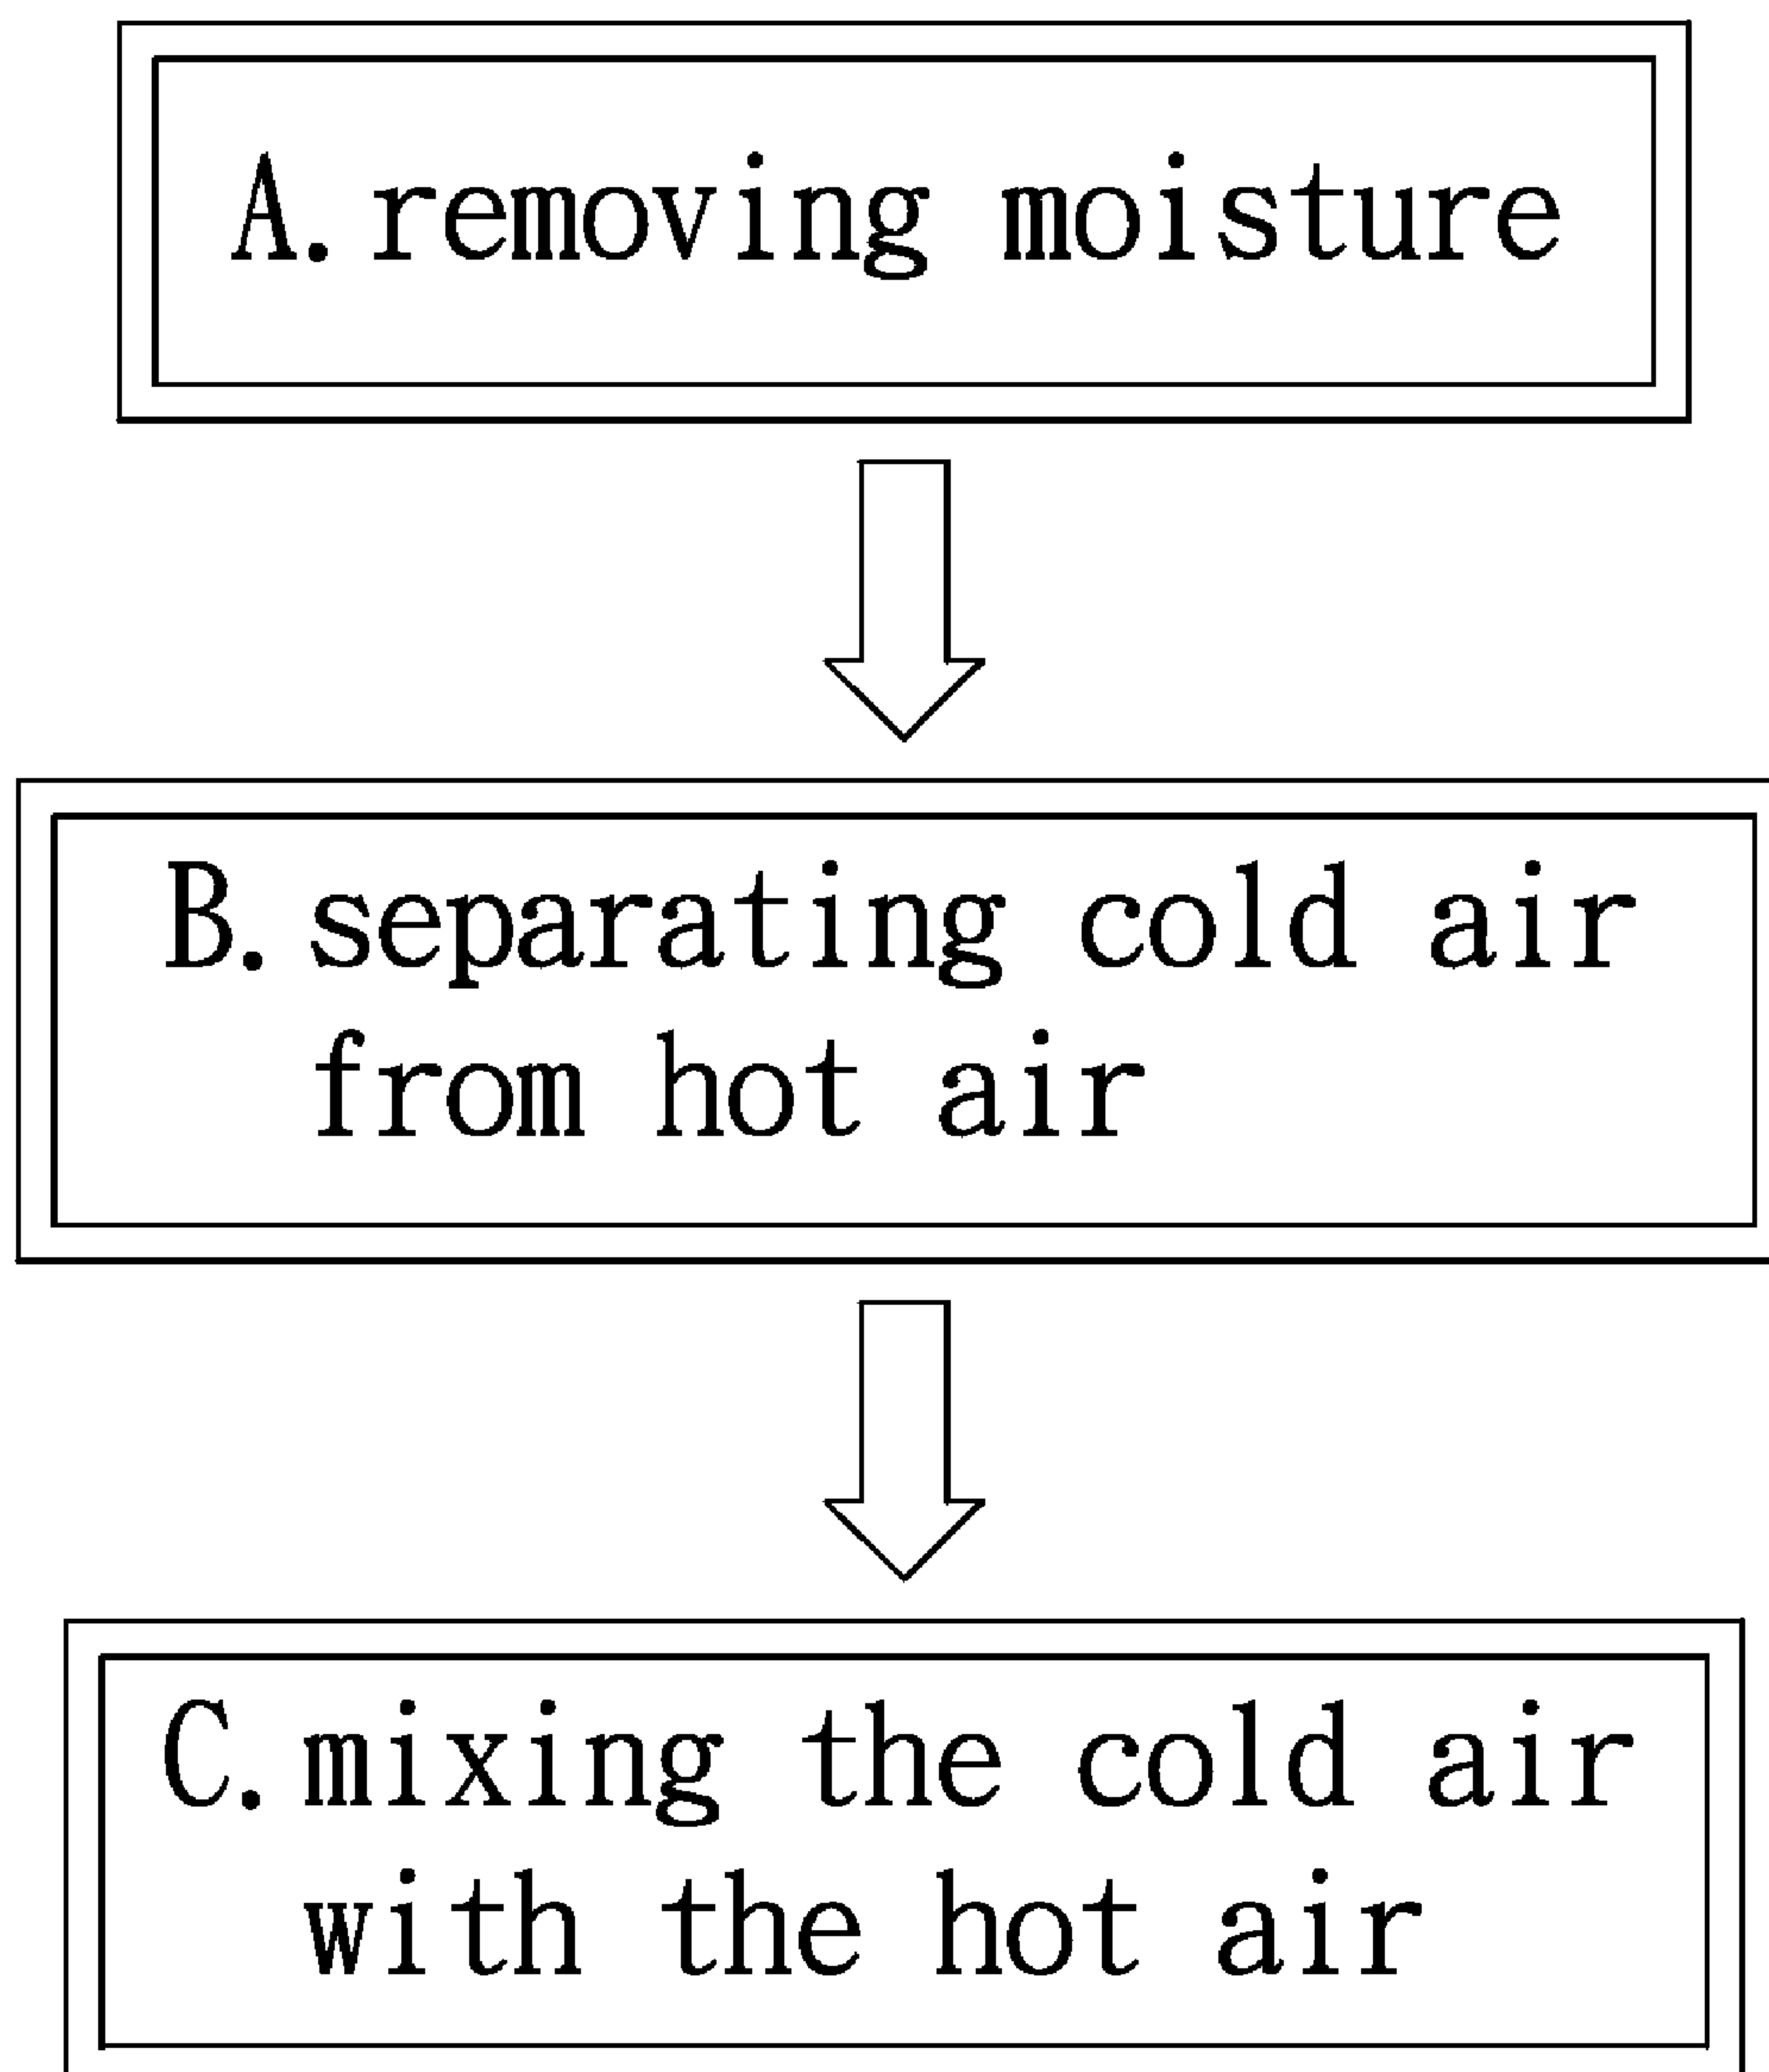 A.removing moisture
B.separating cold air
from hot air
C.mixing the cold air
with the hot air